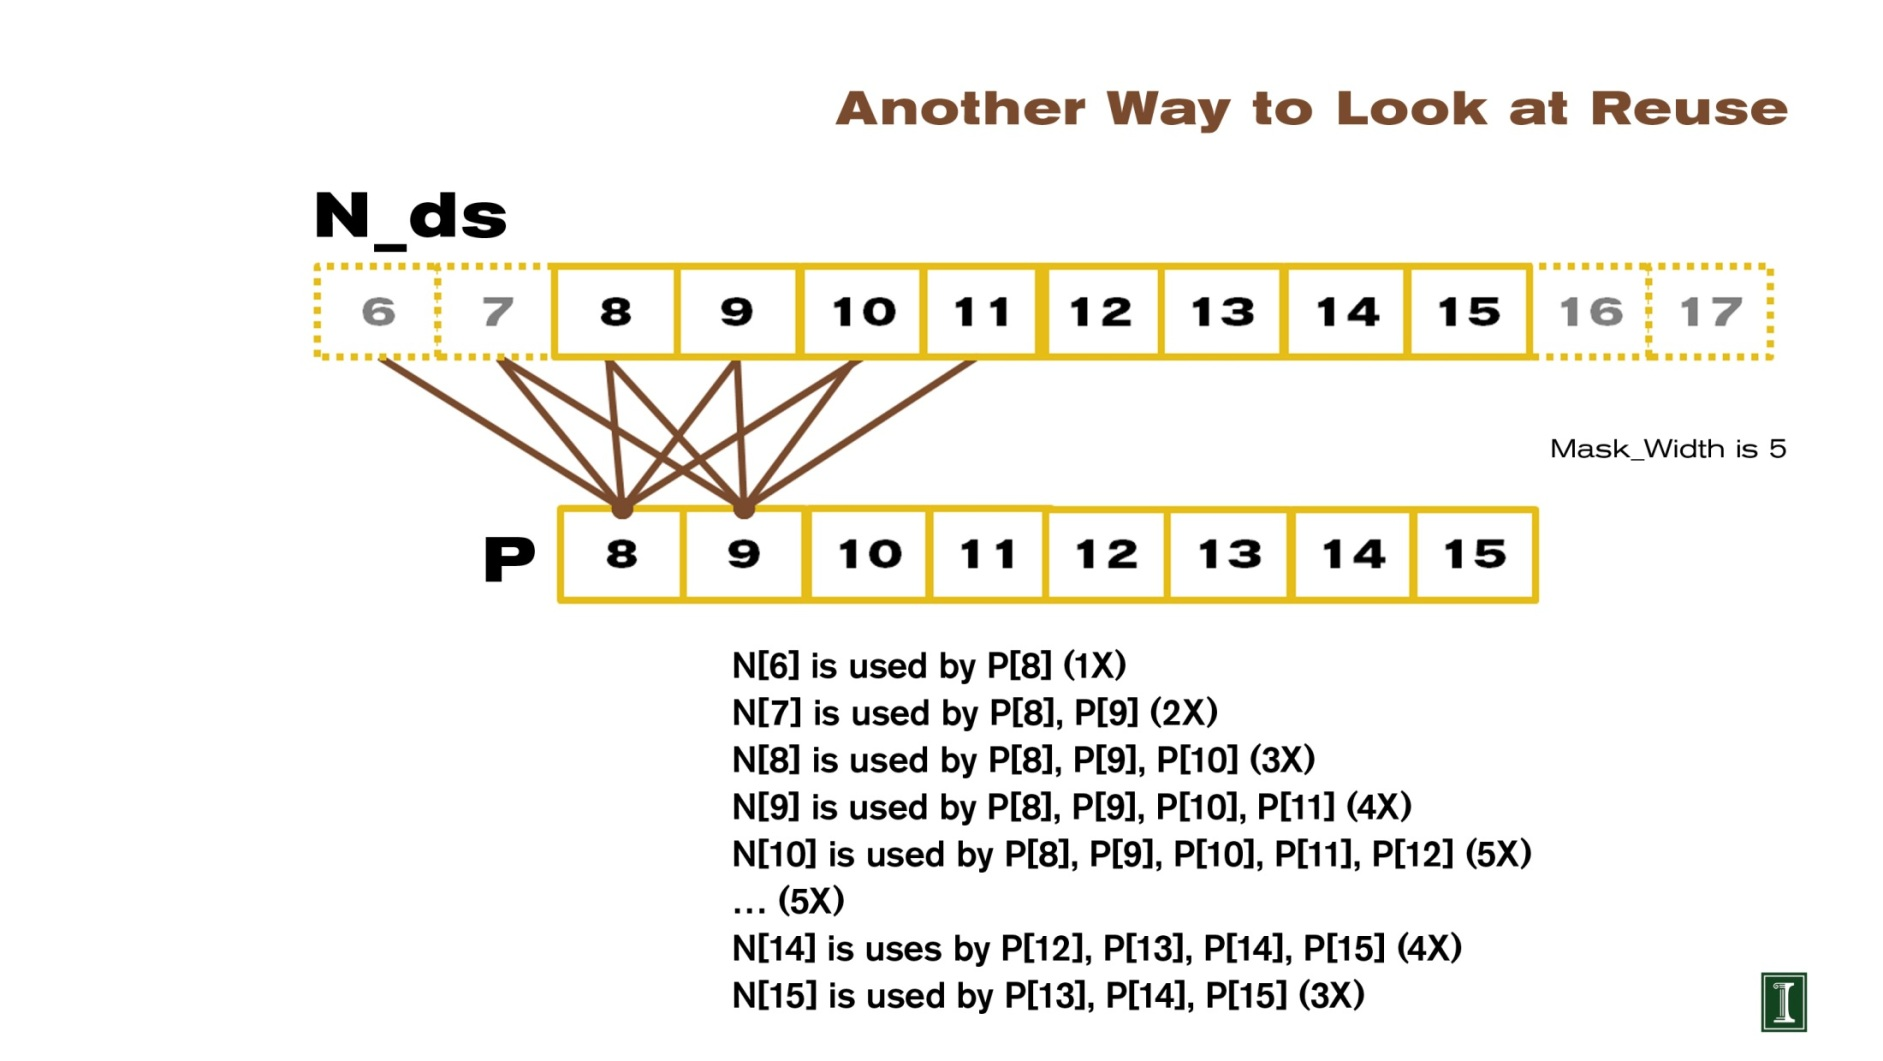 Another Way to Look at Reuse
N_ds
6 7 8 9 10 11 12 13 14 15 16 17
Mask_Width is 5
P 8 9 10 11 12 13 14 15
N[6] is used by P[8] (1X)
N[7] is used by P[8], P[9] (2X)
N[8] is used by P[8], P[9], P[10] (3X)
N[9] is used by P[8], P[9], P[10], P[11] (4X)
N[10] is used by P[8], P[9], P[10], P[11], P[12] (5X)
… (5X)
N[14] is uses by P[12], P[13], P[14], P[15] (4X)
N[15] is used by P[13], P[14], P[15] (3X)
I